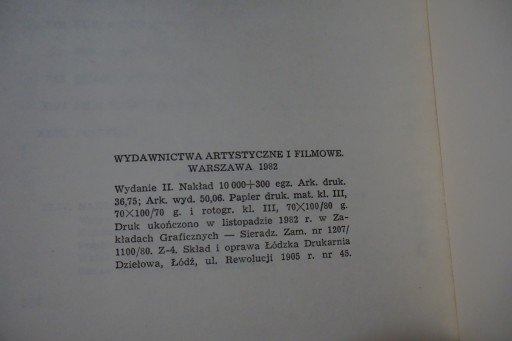 WYDAWNICTWA ARTYSTYCZNE I FILMOWE.
WARSZAWA 1982
Wydanie II. Nakład 10 000+300 egz. Ark. druk.
36,75; Ark. wyd. 50,06. Papier druk. mat. kl. III,
70×100/70 g. i rotogr. kl. III, 70×100/80 g.
Druk ukończono w listopadzie 1982 r. w Za-
kładach Graficznych — Sieradz. Zam. nr 1207/
1100/80. Z-4. Skład i oprawa Łódzka Drukarnia
Dziełowa, Łódź, ul. Rewolucji 1905 r. nr 45.